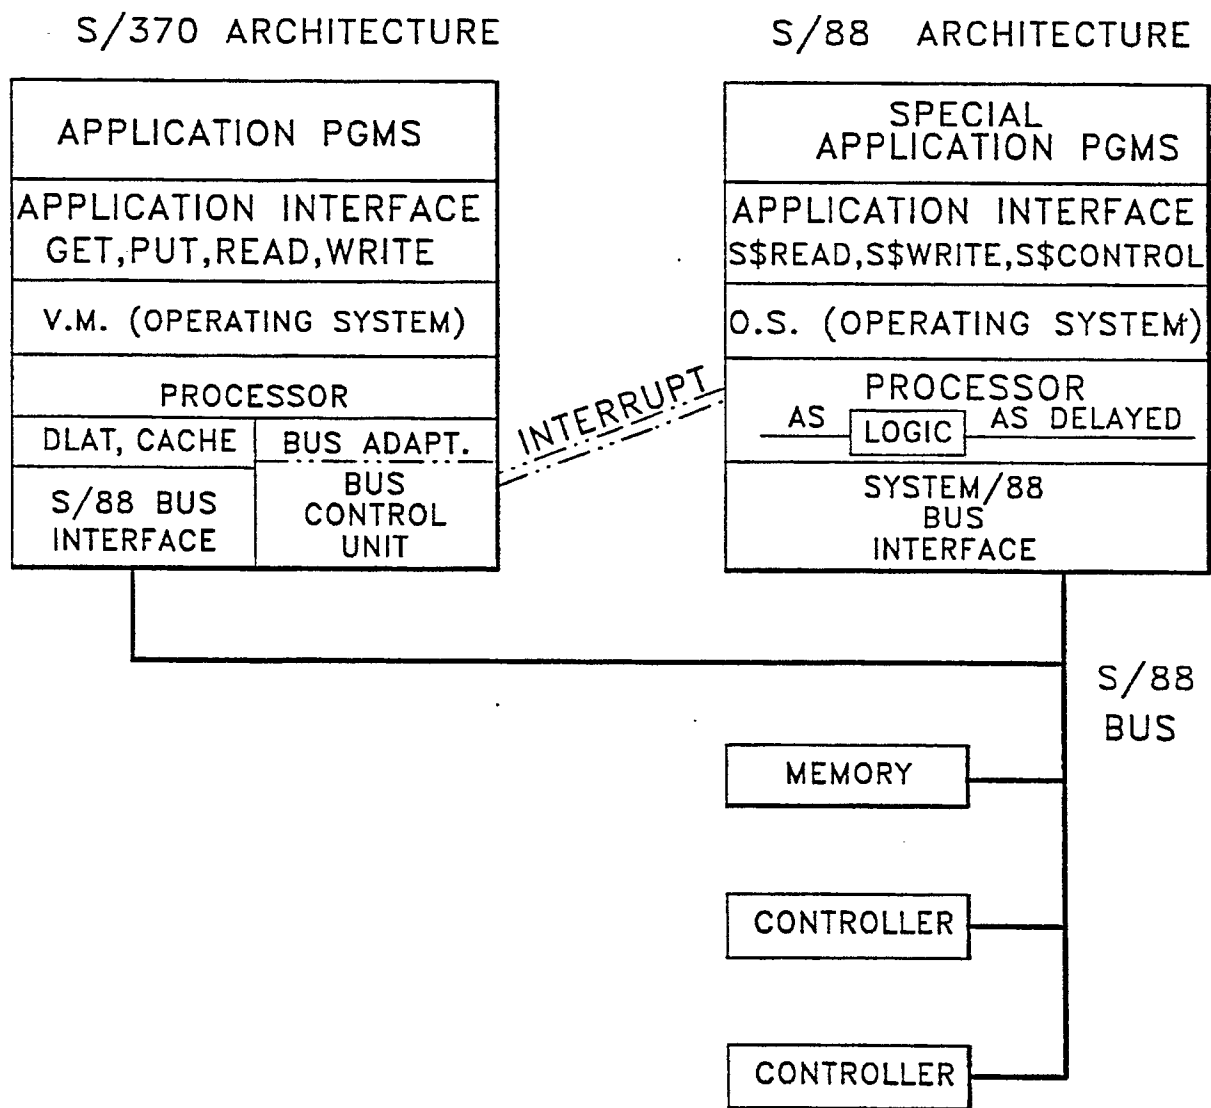 S/370 ARCHITECTURE
APPLICATION PGMS
APPLICATION INTERFACE
GET,PUT,READ,WRITE
V.M. (OPERATING SYSTEM)
PROCESSOR
DLAT, CACHE
BUS ADAPT.
S/88 BUS
INTERFACE
BUS
CONTROL
UNIT
INTERRUPT
S/88 ARCHITECTURE
SPECIAL
APPLICATION PGMS
APPLICATION INTERFACE
S$READ,S$WRITE,S$CONTROL
O.S. (OPERATING SYSTEM)
PROCESSOR
AS
LOGIC
AS DELAYED
SYSTEM/88
BUS
INTERFACE
S/88
BUS
MEMORY
CONTROLLER
CONTROLLER